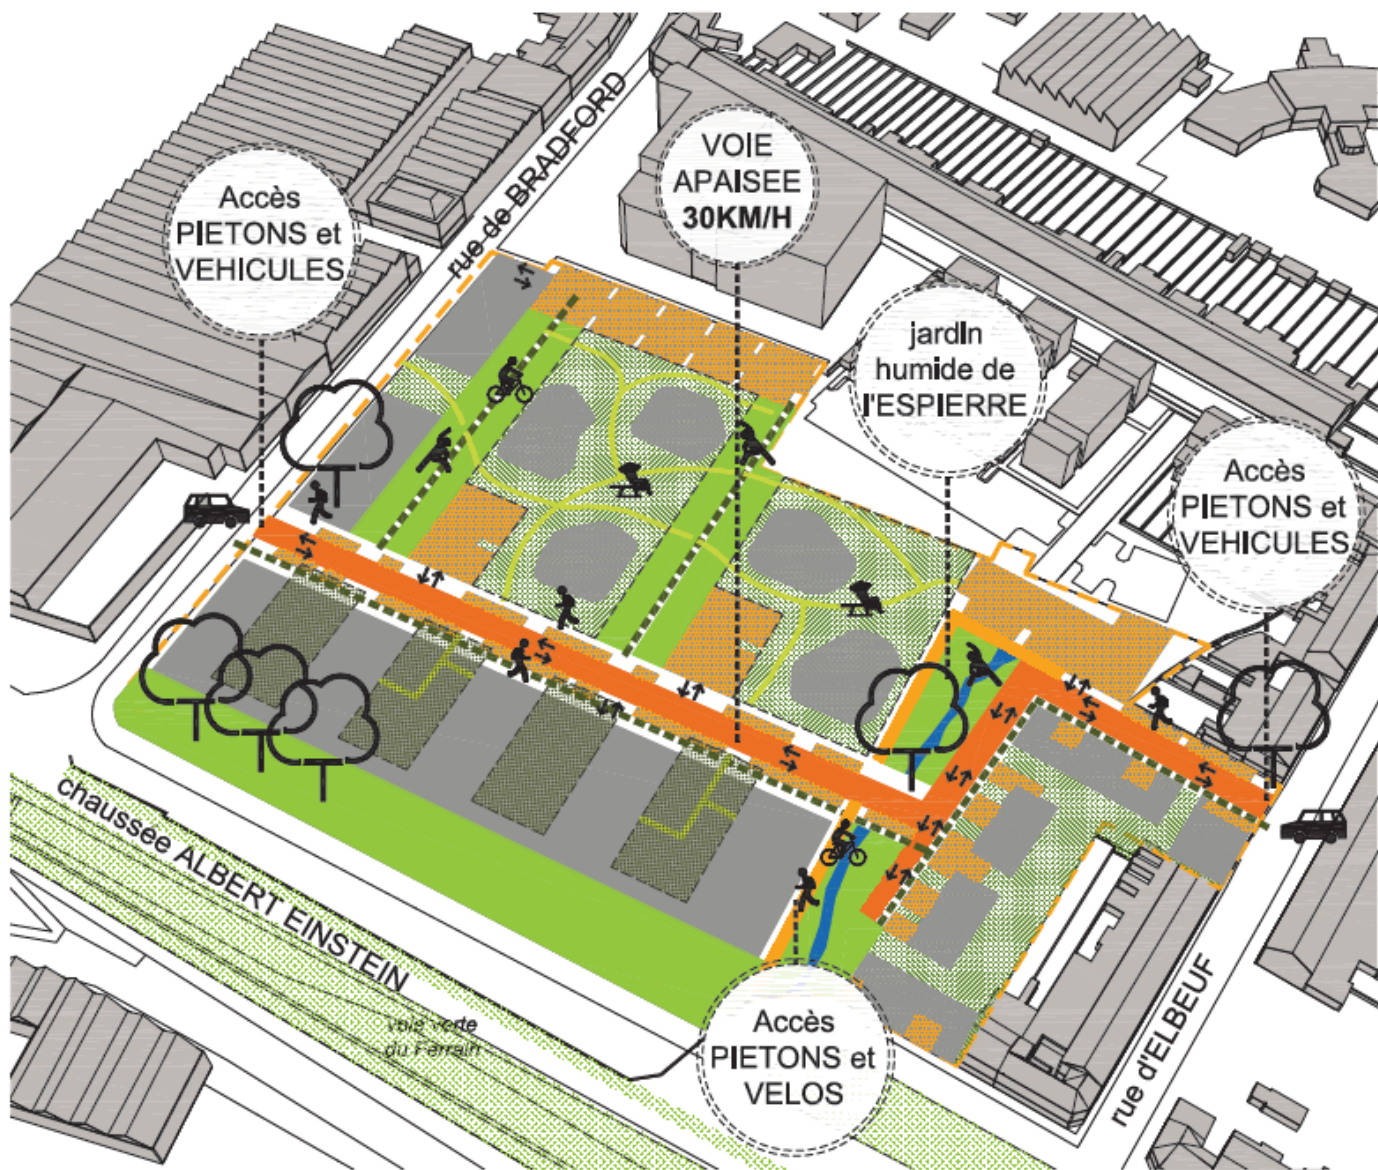 rue de BRADFORD
VOIE
APAISEE
30KM/H
Accès
PIETONS et
VEHICULES
jardin
humide de
l'ESPIERRE
Accès
PIETONS et
VEHICULES
chaussée ALBERT EINSTEIN
voie verte
du Ferrain
Accès
PIETONS et
VELOS
rue d'ELBEUF